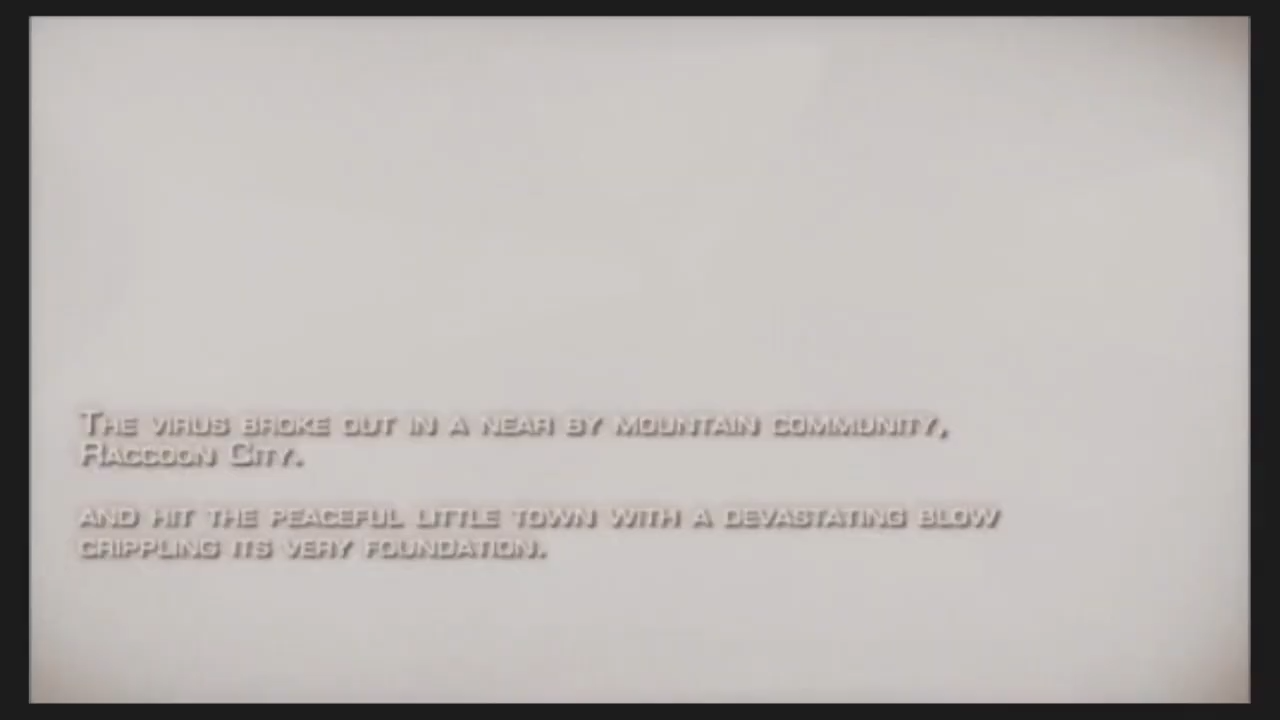 The virus broke out in a near by mountain community,
Raccoon City.
and hit the peaceful little town with a devastating blow
crippling its very foundation.